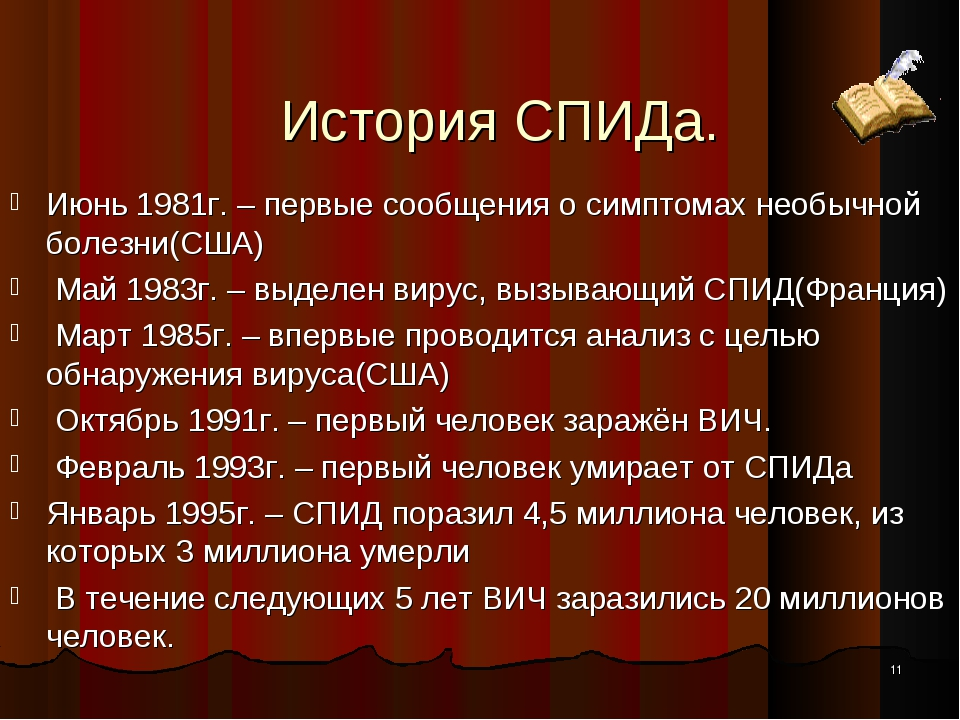 История СПИДа.
Июнь 1981г. – первые сообщения о симптомах необычной
болезни(США)
Май 1983г. – выделен вирус, вызывающий СПИД(Франция)
Март 1985г. – впервые проводится анализ с целью
обнаружения вируса(США)
Октябрь 1991г. – первый человек заражён ВИЧ.
Февраль 1993г. – первый человек умирает от СПИДа
Январь 1995г. – СПИД поразил 4,5 миллиона человек, из
которых 3 миллиона умерли
В течение следующих 5 лет ВИЧ заразились 20 миллионов
человек.
11